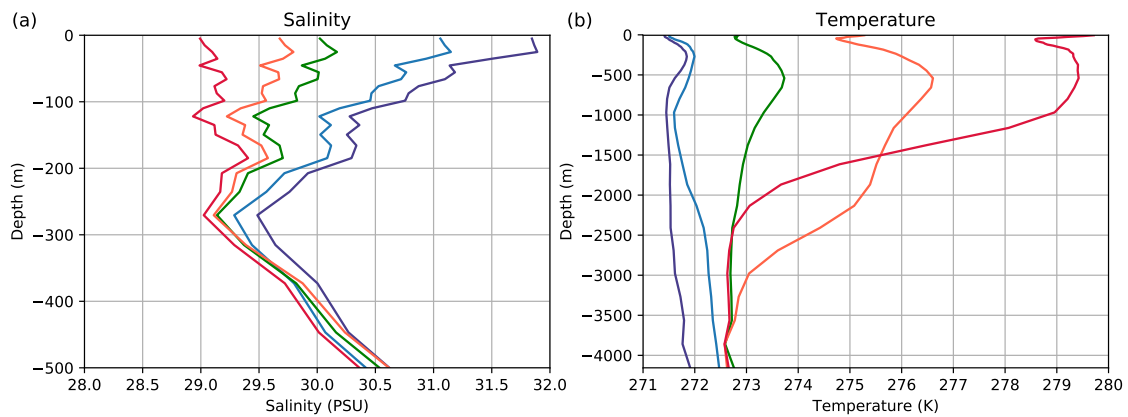 (a)
Salinity
0
−100
−200
−300
−400
−500
Depth (m)
28.0 28.5 29.0 29.5 30.0 30.5 31.0 31.5 32.0
Salinity (PSU)
(b)
Temperature
0
−500
−1000
−1500
−2000
−2500
−3000
−3500
−4000
Depth (m)
271 272 273 274 275 276 277 278 279 280
Temperature (K)